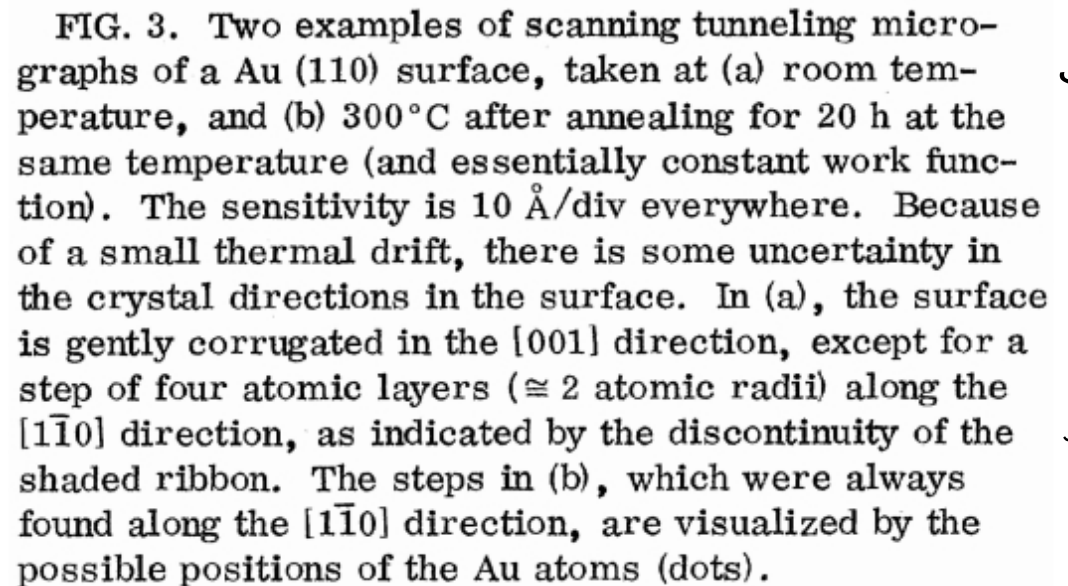 FIG. 3. Two examples of scanning tunneling micro-
graphs of a Au (110) surface, taken at (a) room tem-
perature, and (b) 300°C after annealing for 20 h at the
same temperature (and essentially constant work func-
tion). The sensitivity is 10 Å/div everywhere. Because
of a small thermal drift, there is some uncertainty in
the crystal directions in the surface. In (a), the surface
is gently corrugated in the [001] direction, except for a
step of four atomic layers (≅ 2 atomic radii) along the
[11̅0] direction, as indicated by the discontinuity of the
shaded ribbon. The steps in (b), which were always
found along the [11̅0] direction, are visualized by the
possible positions of the Au atoms (dots).